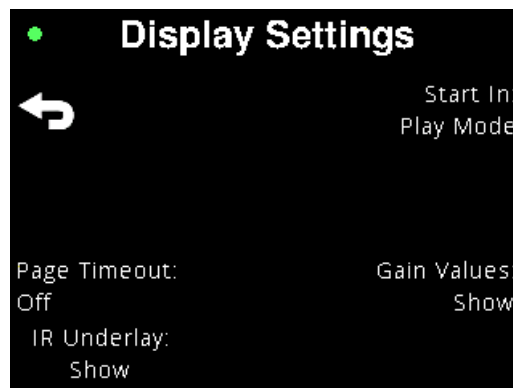 Display Settings
Start In:
Play Mode
Page Timeout:
Off
Gain Values:
Show
IR Underlay:
Show